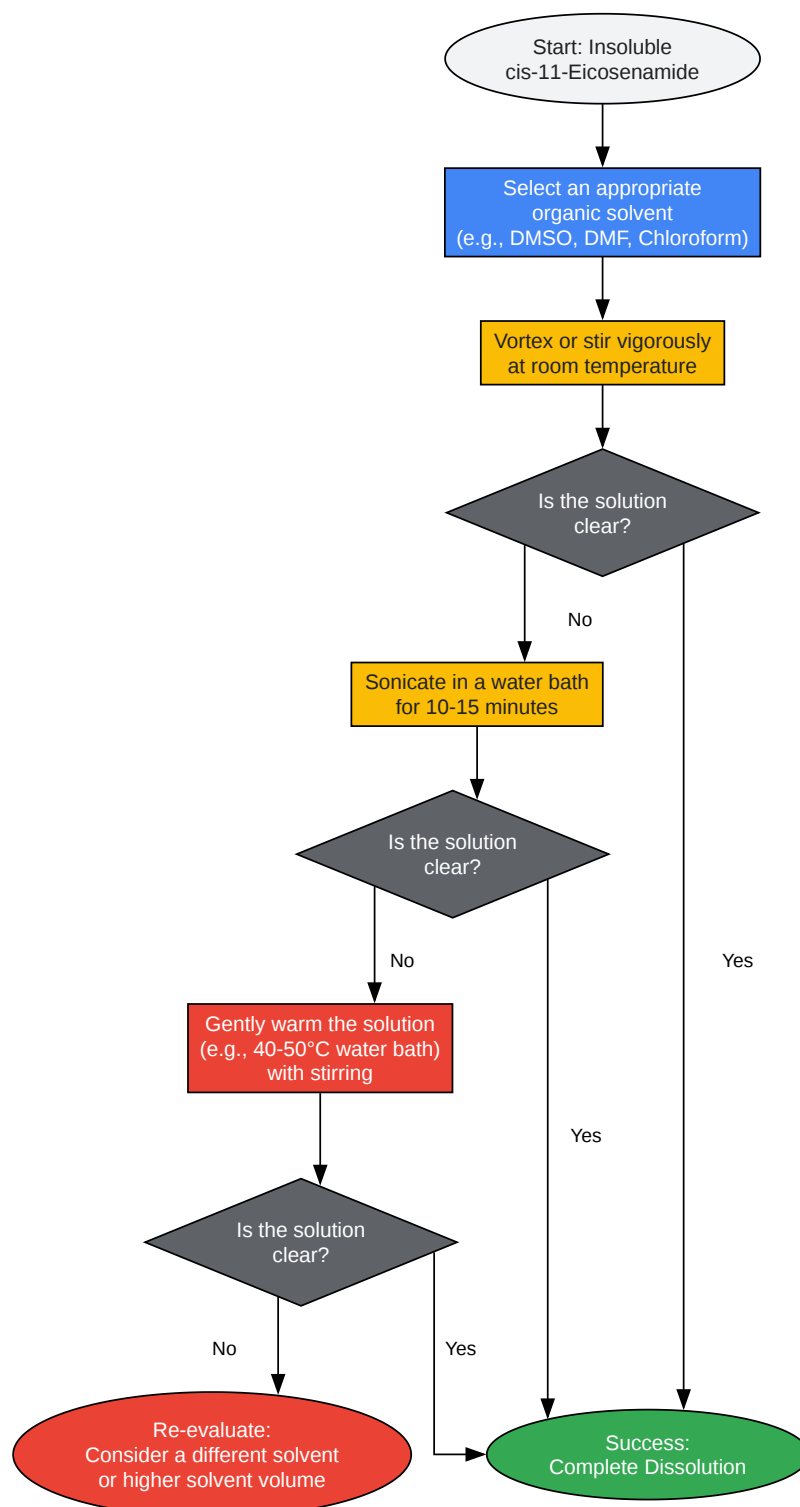 Start: Insoluble
cis-11-Eicosenamide
Select an appropriate
organic solvent
(e.g., DMSO, DMF, Chloroform)
Vortex or stir vigorously
at room temperature
Is the solution
clear?
No
Sonicate in a water bath
for 10-15 minutes
Is the solution
clear?
No
Yes
Gently warm the solution
(e.g., 40-50°C water bath)
with stirring
Yes
Is the solution
clear?
No
Yes
Re-evaluate:
Consider a different solvent
or higher solvent volume
Success:
Complete Dissolution